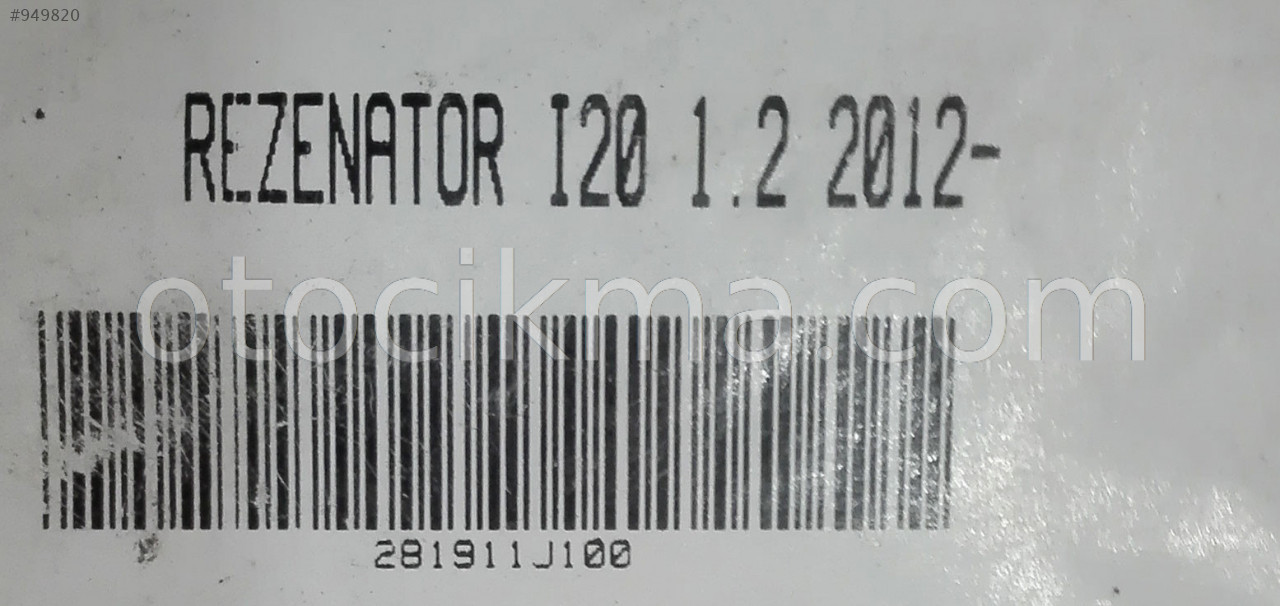 #949820
REZENATOR I20 1.2 2012-
otocikma.com
281911J100